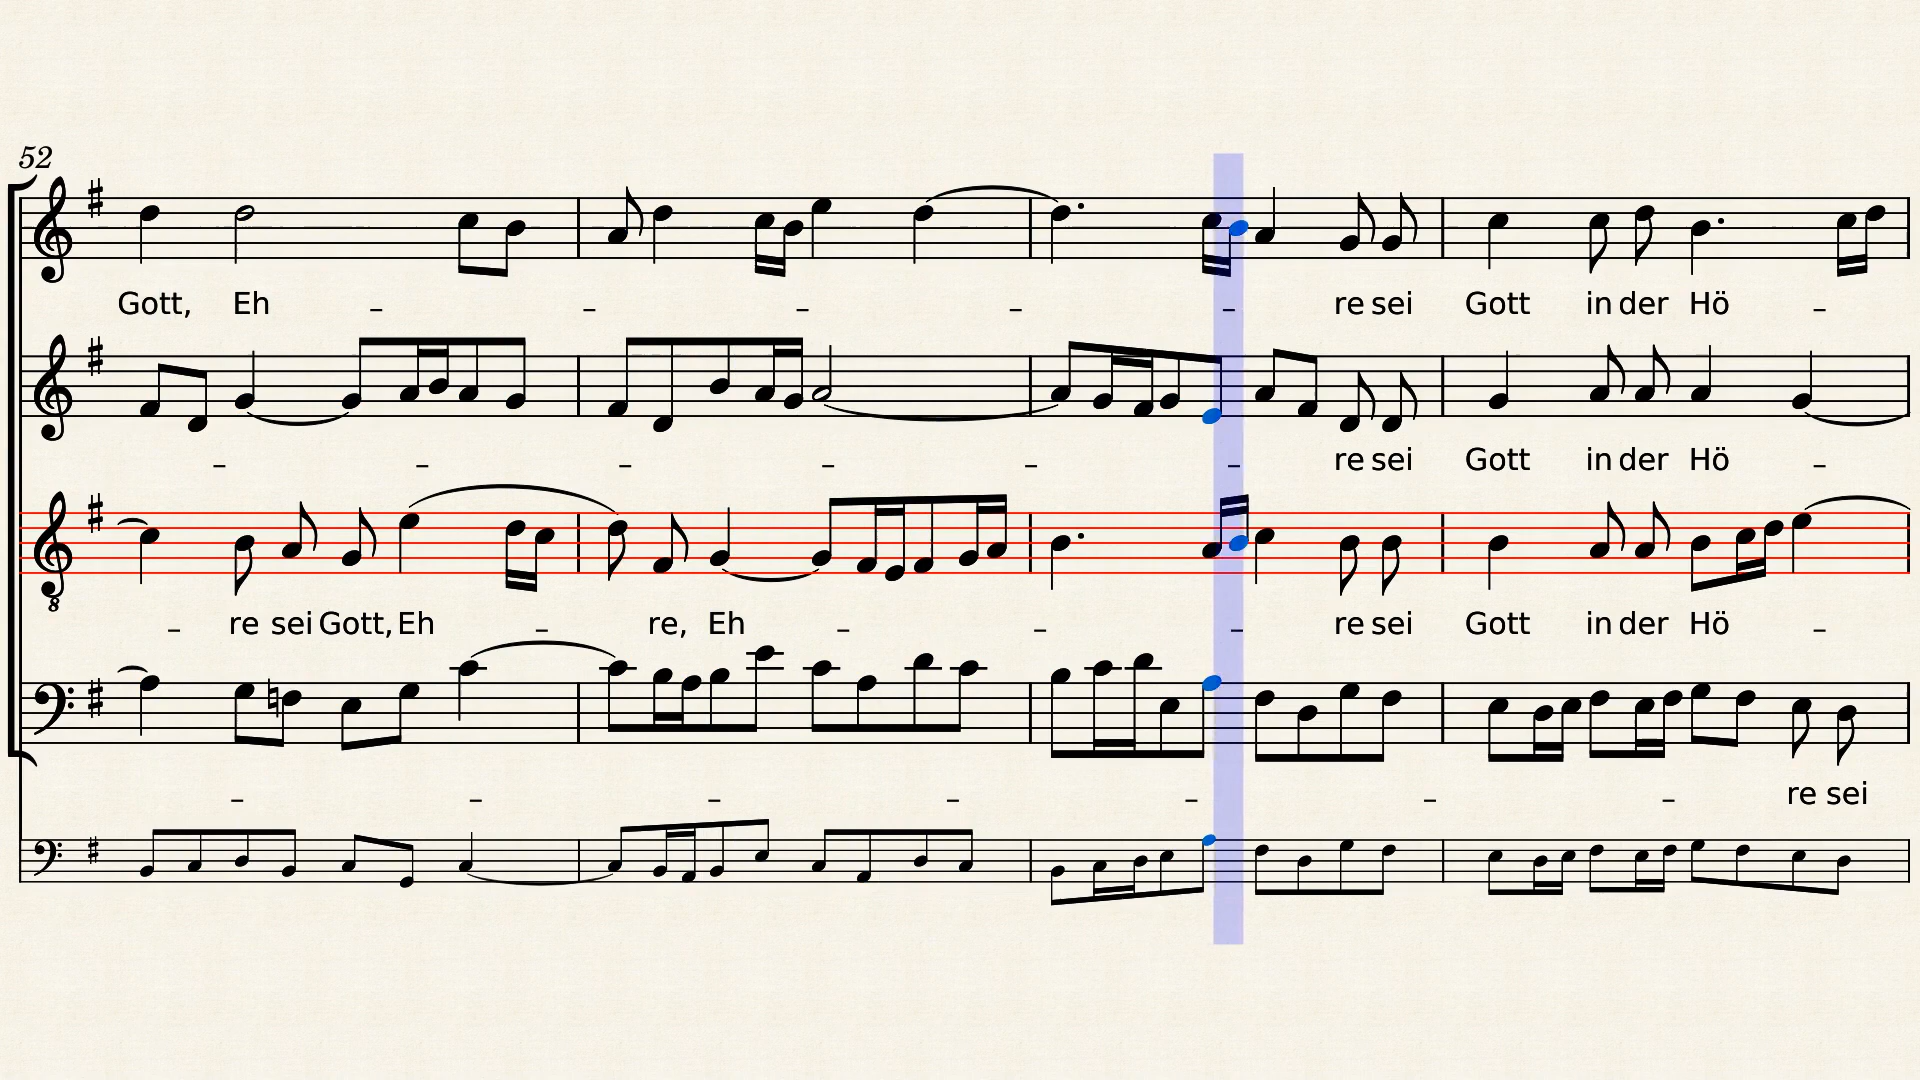 52
Gott, Eh – – – – – re sei Gott in der Hö –
– – – – – – re sei Gott in der Hö –
8
– re sei Gott, Eh – re, Eh – – – re sei Gott in der Hö –
– – – – – – – re sei